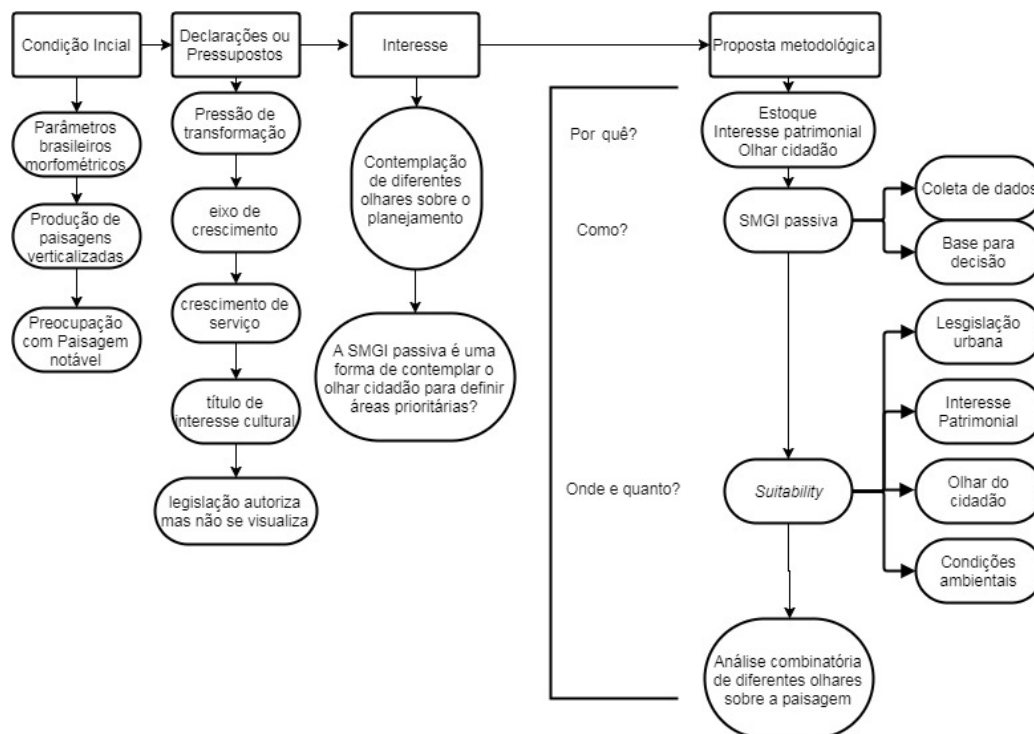 Condição Incial
Declarações ou
Pressupostos
Interesse
Proposta metodológica
Parâmetros
brasileiros
morfométricos
Produção de
paisagens
verticalizadas
Preocupação
com Paisagem
notável
Pressão de
transformação
eixo de
crescimento
crescimento de
serviço
título de
interesse cultural
legislação autoriza
mas não se visualiza
Contemplação
de diferentes
olhares sobre o
planejamento
A SMGI passiva é uma
forma de contemplar o
olhar cidadão para definir
áreas prioritárias?
Por quê?
Estoque
Interesse patrimonial
Olhar cidadão
Como?
SMGI passiva
Coleta de dados
Base para
decisão
Onde e quanto?
Suitability
Lesgislação
urbana
Interesse
Patrimonial
Olhar do
cidadão
Condições
ambientais
Análise combinatória
de diferentes olhares
sobre a paisagem